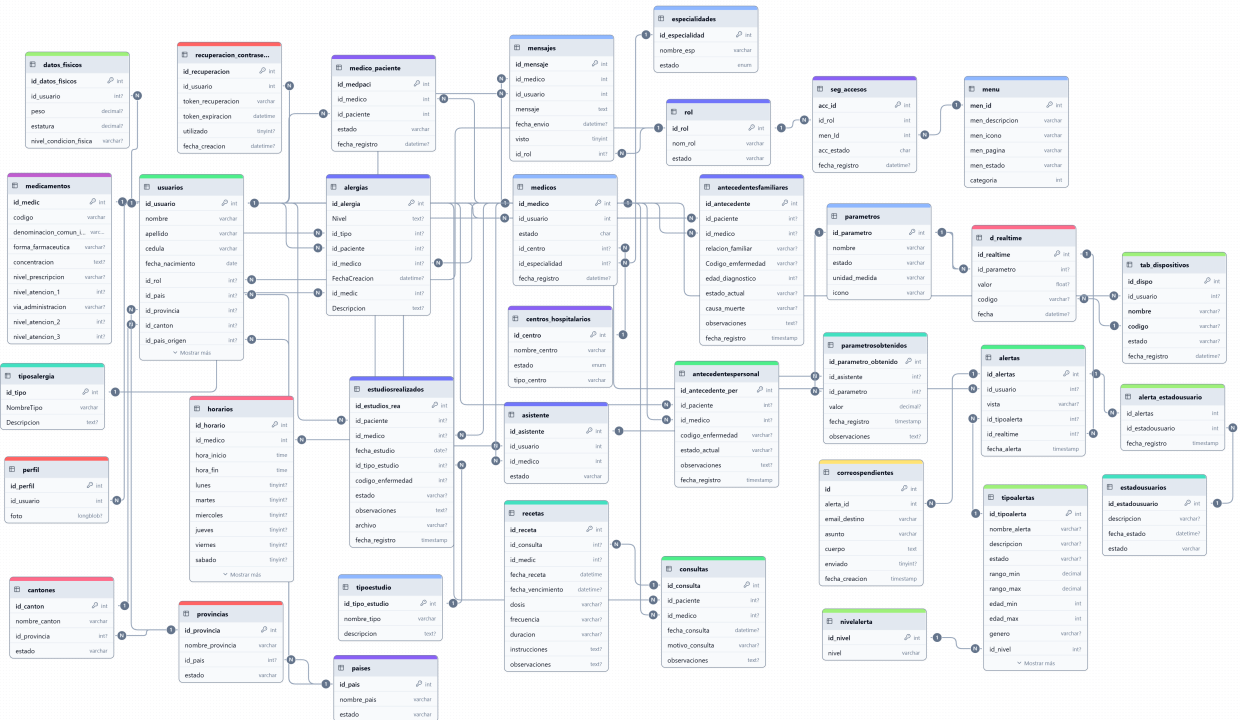 datos_fisicos
id_datos_fisicos int
id_usuario int?
peso decimal?
estatura decimal?
nivel_condicion_fisica varchar?
recuperacion_contrase...
id_recuperacion int
id_usuario int
token_recuperacion varchar
token_expiracion datetime
utilizado tinyint?
fecha_creacion datetime?
medico_paciente
id_medpaci int
id_medico int
id_paciente int
estado varchar
fecha_registro datetime?
mensajes
id_mensaje int
id_medico int
id_usuario int
mensaje text
fecha_envio datetime?
visto tinyint
id_rol int?
especialidades
id_especialidad int
nombre_esp varchar
estado enum
rol
id_rol int
nom_rol varchar
estado varchar
seg_accesos
acc_id int
id_rol int
men_Id int
acc_estado char
fecha_registro datetime?
menu
men_id int
men_descripcion varchar
men_icono varchar
men_pagina varchar
men_estado varchar
categoria int
medicamentos
id_medic int
codigo varchar
denominacion_comun_i... varc...
forma_farmaceutica varchar?
concentracion text?
nivel_prescripcion varchar?
nivel_atencion_1 int?
via_administracion varchar?
nivel_atencion_2 int?
nivel_atencion_3 int?
usuarios
id_usuario int
nombre varchar
apellido varchar
cedula varchar
fecha_nacimiento date
id_rol int?
id_pais int?
id_provincia int?
id_canton int?
id_pais_origen int?
Mostrar más
alergias
id_alergia int
Nivel text?
id_tipo int?
id_paciente int?
id_medico int?
FechaCreacion datetime?
id_medic int?
Descripcion text?
medicos
id_medico int
id_usuario int
estado char
id_centro int?
id_especialidad int?
fecha_registro datetime?
antecedentesfamiliares
id_antecedente int
id_paciente int?
id_medico int?
relacion_familiar varchar?
Codigo_enfermedad varchar?
edad_diagnostico int?
estado_actual varchar?
causa_muerte varchar?
observaciones text?
fecha_registro timestamp
parametros
id_parametro int
nombre varchar
estado varchar
unidad_medida varchar
icono varchar
d_realtime
id_realtime int
id_parametro int?
valor float?
codigo varchar?
fecha datetime?
tab_dispositivos
id_dispo int
id_usuario int?
nombre varchar?
codigo varchar?
estado varchar?
fecha_registro datetime?
centros_hospitalarios
id_centro int
nombre_centro varchar
estado enum
tipo_centro varchar
parametrosobtenidos
id_parametro_obtenido int
id_asistente int?
id_parametro int?
valor decimal?
fecha_registro timestamp
observaciones text?
alertas
id_alertas int
id_usuario int?
vista varchar?
id_tipoalerta int?
id_realtime int?
fecha_alerta timestamp
alerta_estadousuario
id_alertas int
id_estadousuario int
fecha_registro timestamp
tiposalergia
id_tipo int
NombreTipo varchar
Descripcion text?
horarios
id_horario int
id_medico int
hora_inicio time
hora_fin time
lunes tinyint?
martes tinyint?
miercoles tinyint?
jueves tinyint?
viernes tinyint?
sabado tinyint?
Mostrar más
estudiosrealizados
id_estudios_rea int
id_paciente int?
id_medico int?
fecha_estudio date?
id_tipo_estudio int?
codigo_enfermedad int?
estado varchar?
observaciones text?
archivo varchar?
fecha_registro timestamp
asistente
id_asistente int
id_usuario int
id_medico int
estado varchar
antecedentespersonal
id_antecedente_per int
id_paciente int?
id_medico int?
codigo_enfermedad varchar?
estado_actual varchar?
observaciones text?
fecha_registro timestamp
perfil
id_perfil int
id_usuario int
foto longblob?
correospendientes
id int
alerta_id int
email_destino varchar
asunto varchar
cuerpo text
enviado tinyint?
fecha_creacion timestamp
tipoalertas
id_tipoalerta int
nombre_alerta varchar?
descripcion varchar?
estado varchar?
rango_min decimal
rango_max decimal
edad_min int
edad_max int
genero varchar?
id_nivel int?
Mostrar más
estadousuarios
id_estadousuario int
descripcion varchar?
fecha_estado datetime?
estado varchar
recetas
id_receta int
id_consulta int?
id_medic int?
fecha_receta datetime
fecha_vencimiento datetime?
dosis varchar?
frecuencia varchar?
duracion varchar?
instrucciones text?
observaciones text?
consultas
id_consulta int
id_paciente int?
id_medico int?
fecha_consulta datetime?
motivo_consulta varchar?
observaciones text?
cantones
id_canton int
nombre_canton varchar
id_provincia int?
estado varchar
provincias
id_provincia int
nombre_provincia varchar
id_pais int?
estado varchar
tipoestudio
id_tipo_estudio int
nombre_tipo varchar
descripcion text?
nivelalerta
id_nivel int
nivel varchar
paises
id_pais int
nombre_pais varchar
estado varchar